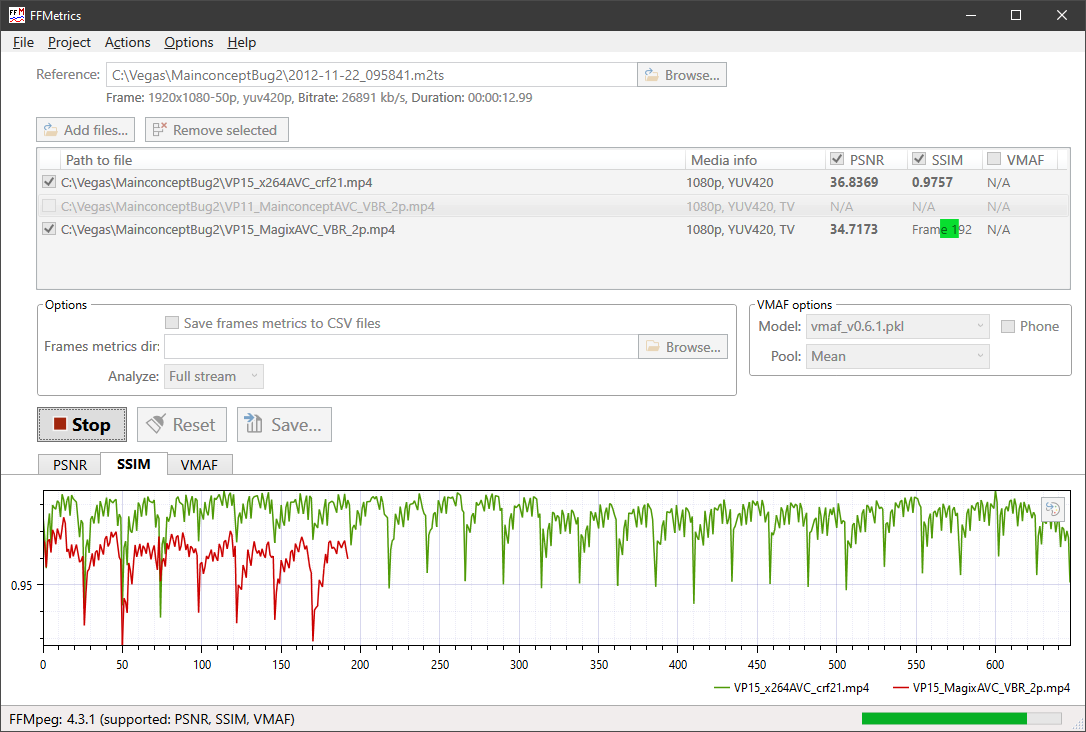 FFMetrics
File Project Actions Options Help
Reference: C:\Vegas\MainconceptBug2\2012-11-22_095841.m2ts Browse...
Frame: 1920x1080-50p, yuv420p, Bitrate: 26891 kb/s, Duration: 00:00:12.99
Add files... Remove selected
Path to file Media info PSNR SSIM VMAF
C:\Vegas\MainconceptBug2\VP15_x264AVC_crf21.mp4 1080p, YUV420 36.8369 0.9757 N/A
C:\Vegas\MainconceptBug2\VP11_MainconceptAVC_VBR_2p.mp4 1080p, YUV420, TV N/A N/A N/A
C:\Vegas\MainconceptBug2\VP15_MagixAVC_VBR_2p.mp4 1080p, YUV420, TV 34.7173 Frame 192 N/A
Options VMAF options
Save frames metrics to CSV files Model: vmaf_v0.6.1.pkl Phone
Frames metrics dir: Browse... Pool: Mean
Analyze: Full stream
Stop Reset Save...
PSNR SSIM VMAF
0.95
0 50 100 150 200 250 300 350 400 450 500 550 600
VP15_x264AVC_crf21.mp4 VP15_MagixAVC_VBR_2p.mp4
FFMpeg: 4.3.1 (supported: PSNR, SSIM, VMAF)